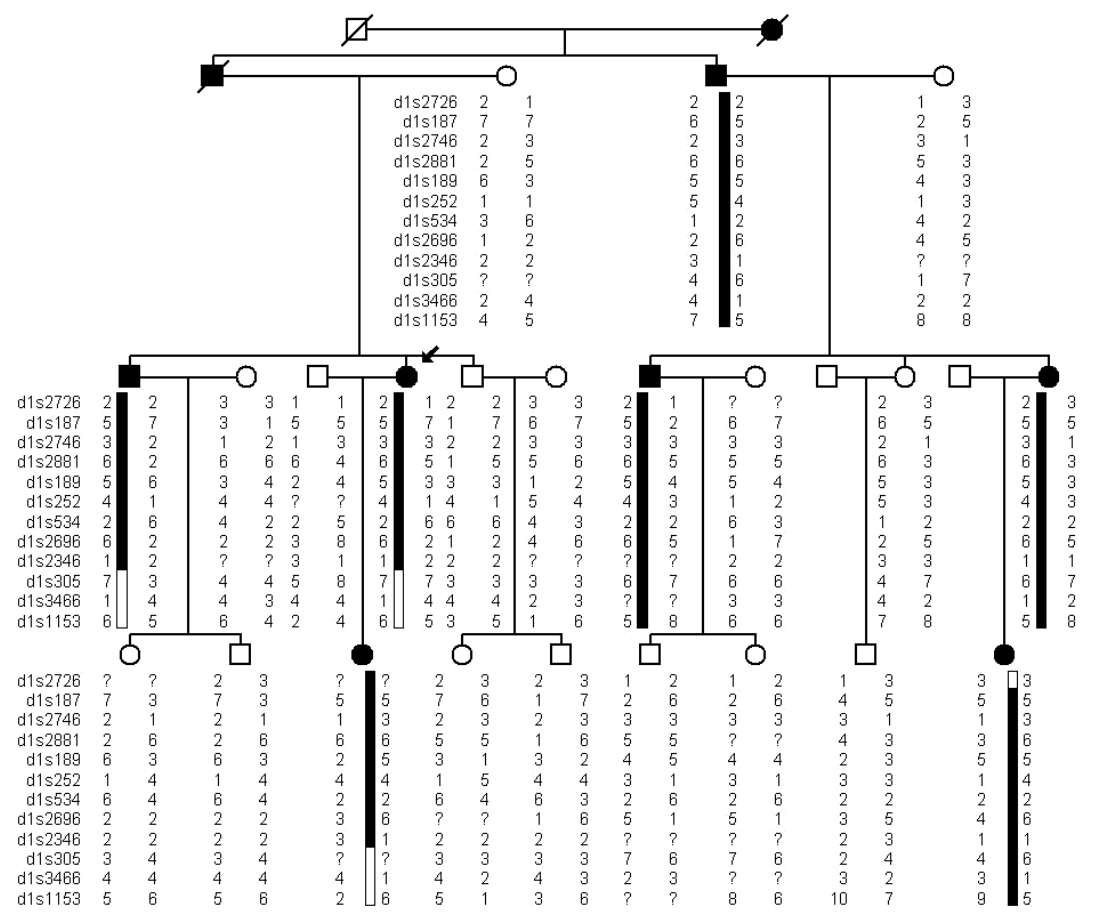 d1s2726 2 1 2 2 1 3
d1s187 7 7 6 5 2 5
d1s2746 2 3 2 3 3 1
d1s2881 2 5 6 6 5 3
d1s189 6 3 5 5 4 3
d1s252 1 1 5 4 1 3
d1s534 3 6 1 2 4 2
d1s2696 1 2 2 6 4 5
d1s2346 2 2 3 1 ? ?
d1s305 ? ? 4 6 1 7
d1s3466 2 4 4 1 2 2
d1s1153 4 5 7 5 8 8
d1s2726 2 2 3 3 1 1 2 1 2 2 3 3 2 1 ? ? 2 3 2 3
d1s187 5 7 3 1 5 5 5 7 1 7 6 7 5 2 6 7 6 5 5 5
d1s2746 3 2 1 2 1 3 3 3 2 2 3 3 3 3 3 3 2 1 3 1
d1s2881 6 2 6 6 6 4 6 5 1 5 5 6 6 5 5 5 6 3 6 3
d1s189 5 6 3 4 2 4 5 3 3 3 1 2 5 4 5 4 5 3 5 3
d1s252 4 1 4 4 ? ? 4 1 4 1 5 4 4 3 1 2 5 3 4 3
d1s534 2 6 4 2 2 5 2 6 6 6 4 3 2 2 6 3 1 2 2 2
d1s2696 6 2 2 2 3 8 6 2 1 2 4 6 6 5 1 7 2 5 6 5
d1s2346 1 2 ? ? 3 1 1 2 2 2 ? ? ? ? 2 2 3 3 1 1
d1s305 7 3 4 4 5 8 7 7 3 3 3 3 6 7 6 6 4 7 6 7
d1s3466 1 4 4 3 4 4 1 4 4 4 2 3 ? ? 3 3 4 2 1 2
d1s1153 6 5 6 4 2 4 6 5 3 5 1 6 5 8 6 6 7 8 5 8
d1s2726 ? ? 2 3 ? ? 2 3 2 3 1 2 1 2 1 3 3 3
d1s187 7 3 7 3 5 5 7 6 1 7 2 6 2 6 4 5 5 5
d1s2746 2 1 2 1 1 3 2 3 2 3 3 3 3 3 3 1 1 3
d1s2881 2 6 2 6 6 6 5 5 1 6 5 5 ? ? 4 3 3 6
d1s189 6 3 6 3 2 5 3 1 3 2 4 5 4 4 2 3 5 5
d1s252 1 4 1 4 4 4 1 5 4 4 3 1 3 1 3 3 1 4
d1s534 6 4 6 4 2 2 6 4 6 3 2 6 2 6 2 2 2 2
d1s2696 2 2 2 2 3 6 ? ? 1 6 5 1 5 1 3 5 4 6
d1s2346 2 2 2 2 3 1 2 2 2 2 ? ? ? ? 2 3 1 1
d1s305 3 4 3 4 ? ? 3 3 3 3 7 6 7 6 2 4 4 6
d1s3466 4 4 4 4 4 1 4 2 4 3 2 3 ? ? 3 2 3 1
d1s1153 5 6 5 6 2 6 5 1 3 6 ? ? 8 6 10 7 9 5